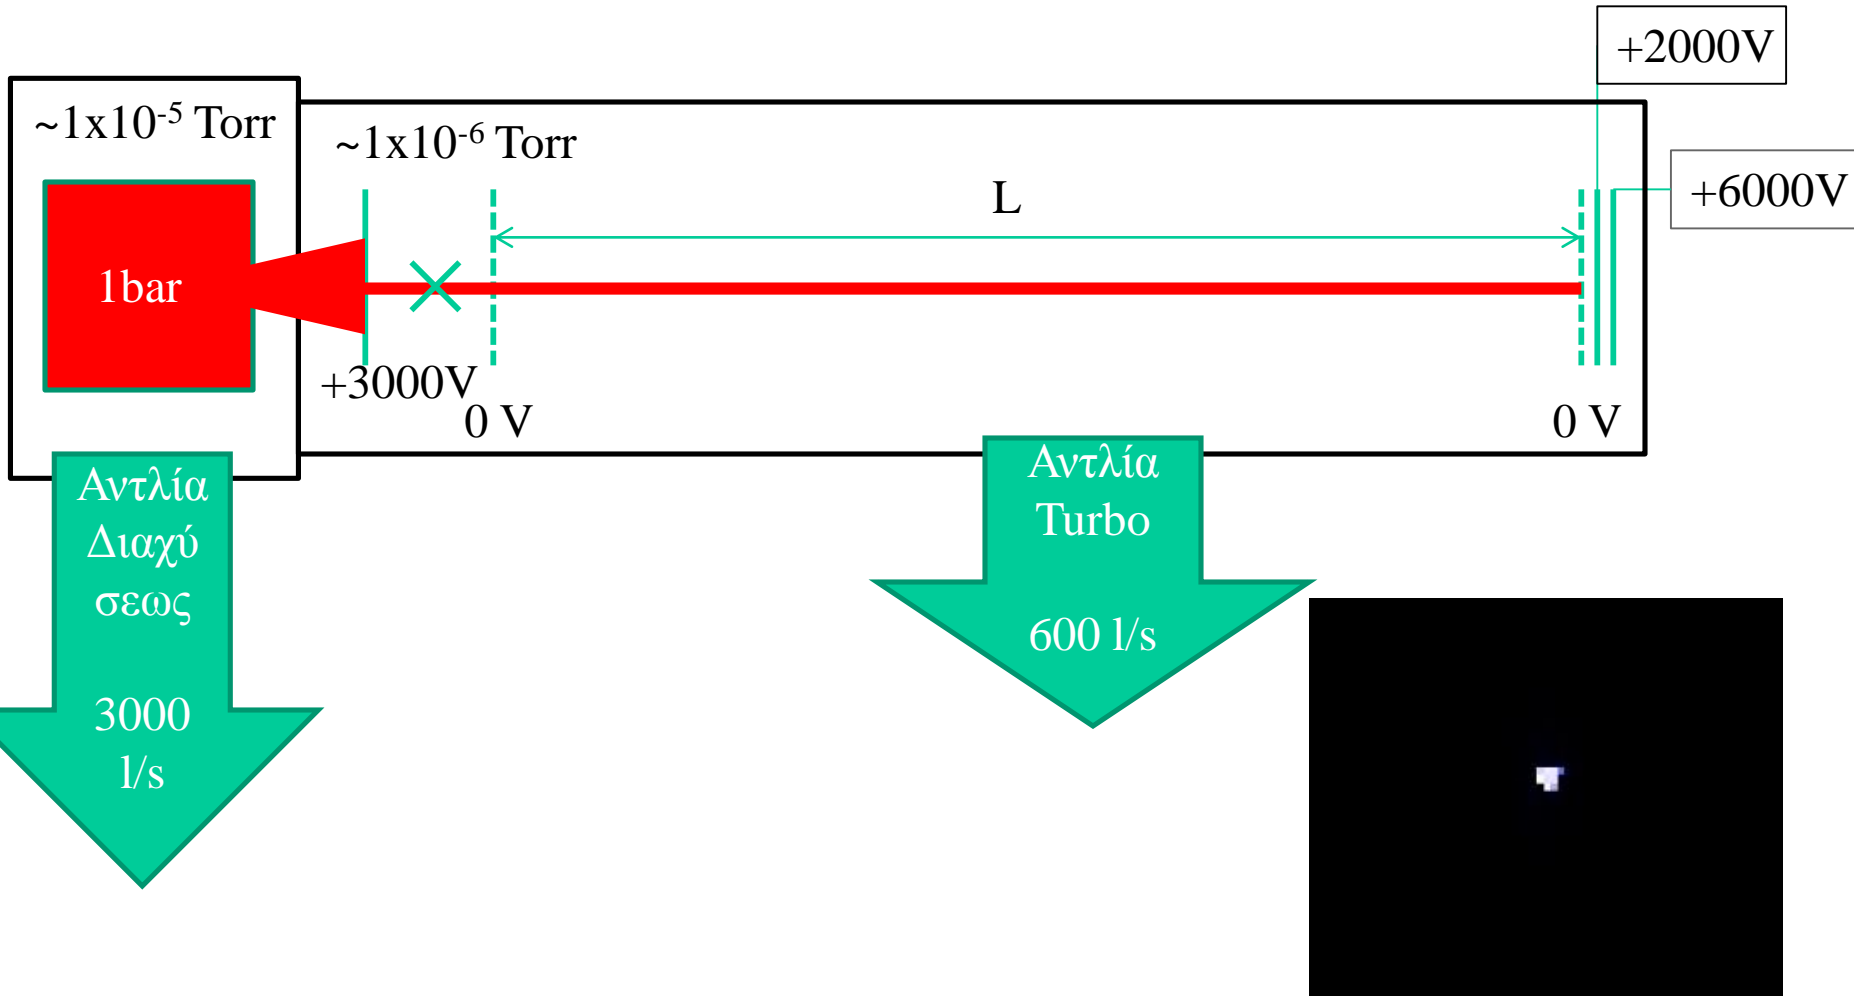 +2000V
~1x10⁻⁵ Torr
~1x10⁻⁶ Torr
+6000V
L
1bar
+3000V
0 V
0 V
Αντλία
Διαχύ
σεως
3000
l/s
Αντλία
Turbo
600 l/s